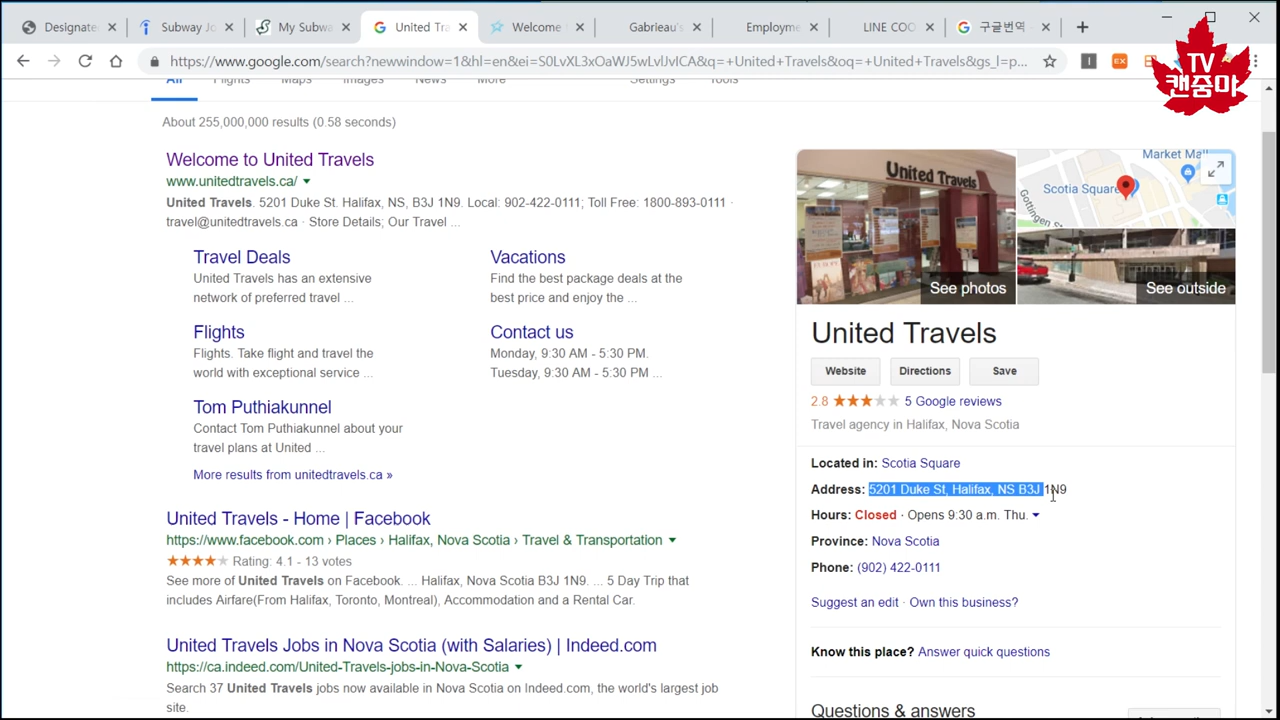 Designate
Subway Jo
My Subwa
United Tra
Welcome
Gabrieau's
Employme
LINE COO
구글번역
https://www.google.com/search?newwindow=1&hl=en&ei=S0LvXL3xOaWJ5wLvlJvICA&q=+United+Travels&oq=+United+Travels&gs_l=p...
TV
캔줌마
All Flights Maps Images News More Settings Tools
About 255,000,000 results (0.58 seconds)
Welcome to United Travels
www.unitedtravels.ca/
United Travels. 5201 Duke St. Halifax, NS, B3J 1N9. Local: 902-422-0111; Toll Free: 1800-893-0111 ·
travel@unitedtravels.ca · Store Details; Our Travel ...
Travel Deals
United Travels has an extensive
network of preferred travel ...
Vacations
Find the best package deals at the
best price and enjoy the ...
Flights
Flights. Take flight and travel the
world with exceptional service ...
Contact us
Monday, 9:30 AM - 5:30 PM.
Tuesday, 9:30 AM - 5:30 PM ...
Tom Puthiakunnel
Contact Tom Puthiakunnel about your
travel plans at United ...
More results from unitedtravels.ca »
United Travels - Home | Facebook
https://www.facebook.com › Places › Halifax, Nova Scotia › Travel & Transportation
Rating: 4.1 - 13 votes
See more of United Travels on Facebook. ... Halifax, Nova Scotia B3J 1N9. ... 5 Day Trip that
includes Airfare(From Halifax, Toronto, Montreal), Accommodation and a Rental Car.
United Travels Jobs in Nova Scotia (with Salaries) | Indeed.com
https://ca.indeed.com/United-Travels-jobs-in-Nova-Scotia
Search 37 United Travels jobs now available in Nova Scotia on Indeed.com, the world's largest job
site.
United Travels
See photos
Market Mall
Scotia Square
Gottingen St
See outside
United Travels
Website
Directions
Save
2.8 5 Google reviews
Travel agency in Halifax, Nova Scotia
Located in: Scotia Square
Address: 5201 Duke St, Halifax, NS B3J 1N9
Hours: Closed · Opens 9:30 a.m. Thu.
Province: Nova Scotia
Phone: (902) 422-0111
Suggest an edit · Own this business?
Know this place? Answer quick questions
Questions & answers